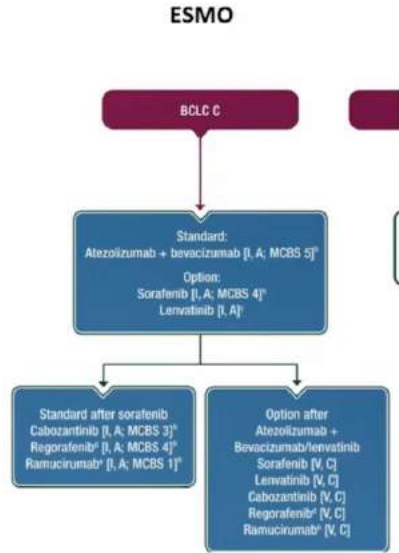 ESMO
BCLC C
Standard:
Atezolizumab + bevacizumab [I, A; MCBS 5]ᵇ
Option:
Sorafenib [I, A; MCBS 4]ᵇ
Lenvatinib [I, A]ᶜ
Standard after sorafenib
Cabozantinib [I, A; MCBS 3]ᵇ
Regorafenibᵈ [I, A; MCBS 4]ᵇ
Ramucirumabᵉ [I, A; MCBS 1]ᵇ
Option after
Atezolizumab +
Bevacizumab/lenvatinib
Sorafenib [V, C]
Lenvatinib [V, C]
Cabozantinib [V, C]
Regorafenibᵈ [V, C]
Ramucirumabᵉ [V, C]